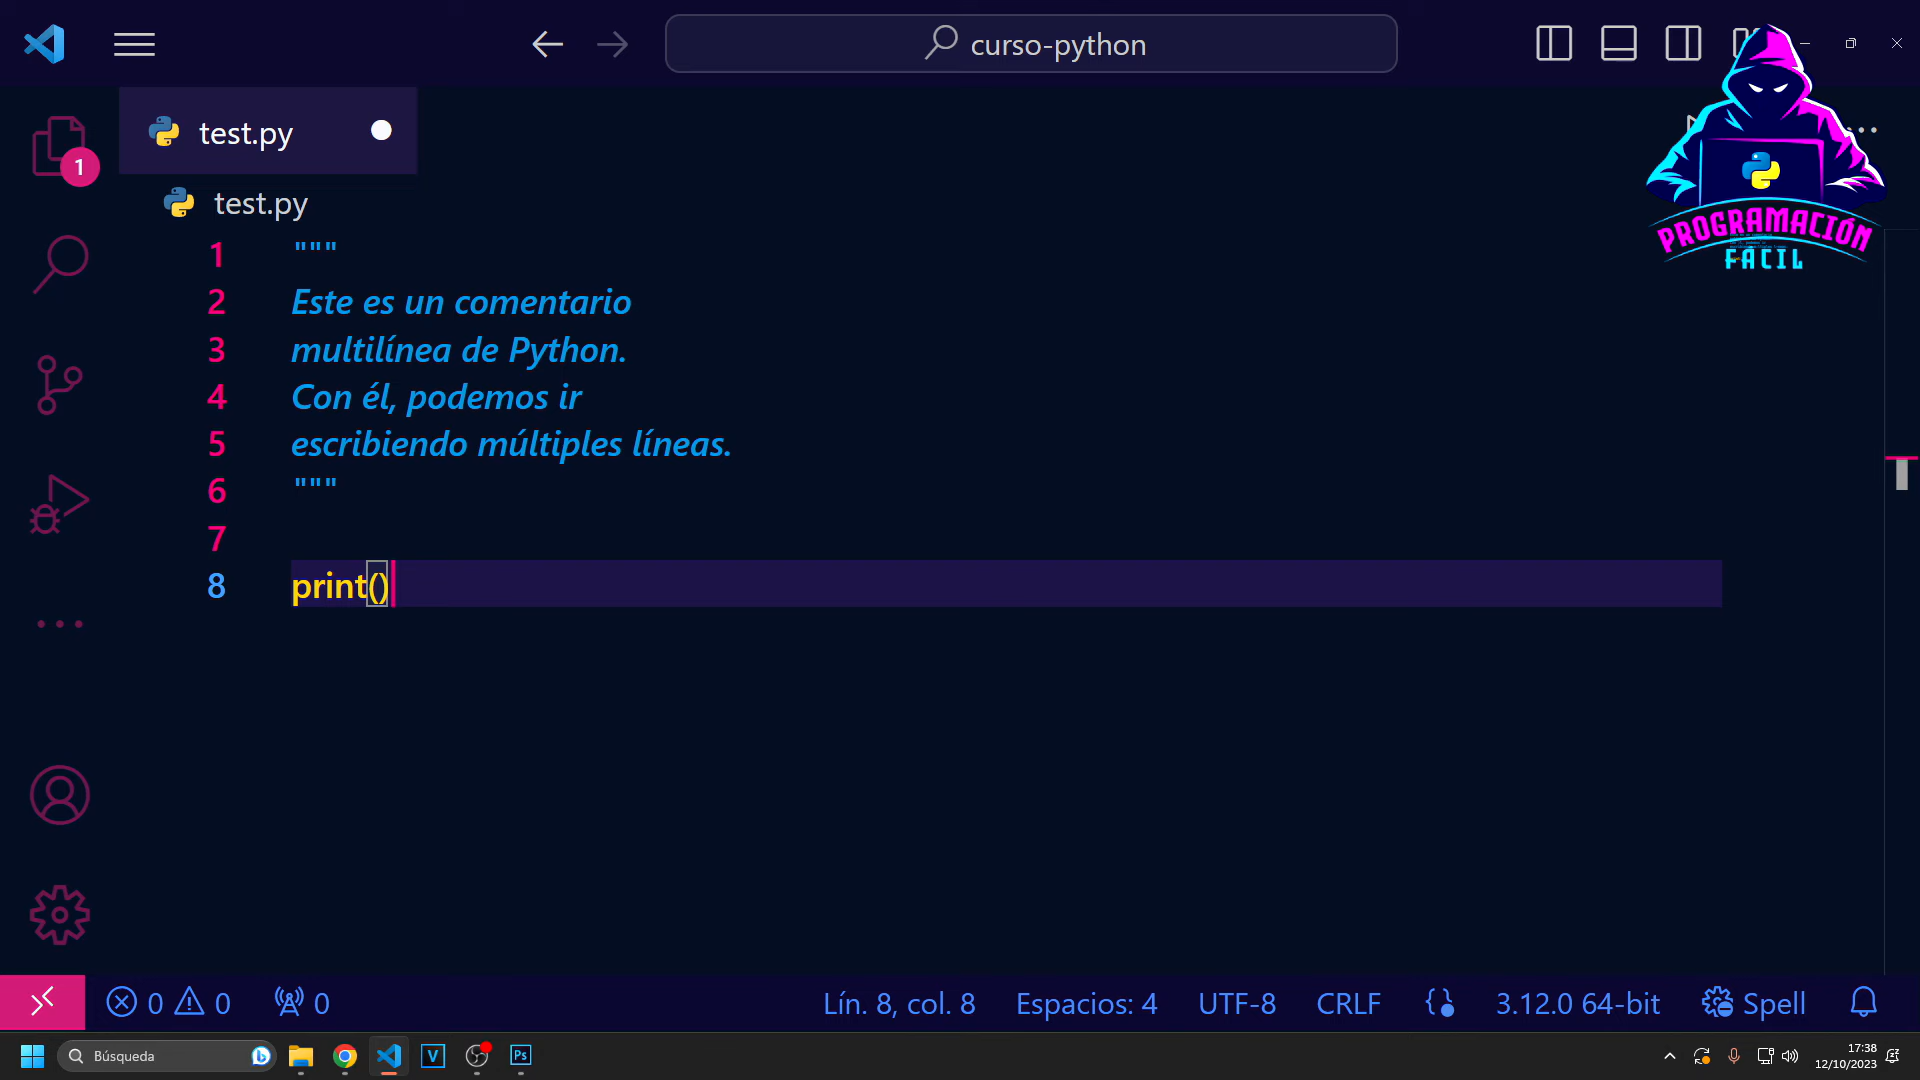 curso-python
test.py
1
test.py
1 """
2 Este es un comentario
3 multilínea de Python.
4 Con él, podemos ir
5 escribiendo múltiples líneas.
6 """
7
8 print()
PROGRAMACIÓN
FÁCIL
0 0 0 Lín. 8, col. 8 Espacios: 4 UTF-8 CRLF 3.12.0 64-bit Spell
Búsqueda V Ps 17:38
12/10/2023